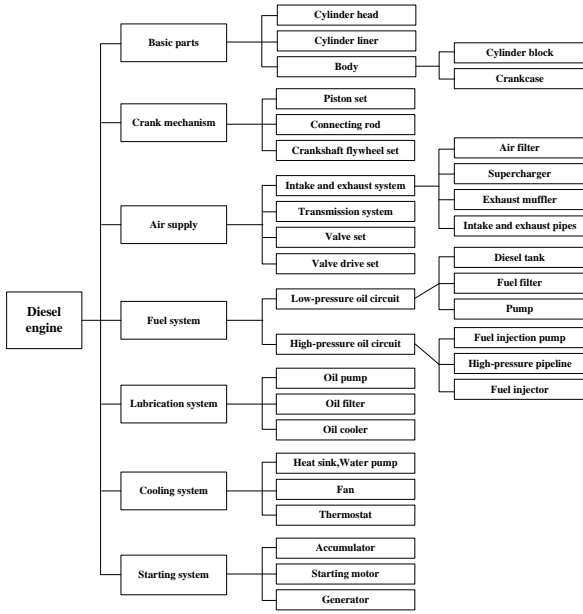 Diesel
engine
Basic parts
Cylinder head
Cylinder liner
Body
Cylinder block
Crankcase
Crank mechanism
Piston set
Connecting rod
Crankshaft flywheel set
Air supply
Intake and exhaust system
Air filter
Supercharger
Exhaust muffler
Intake and exhaust pipes
Transmission system
Valve set
Valve drive set
Fuel system
Low-pressure oil circuit
Diesel tank
Fuel filter
Pump
High-pressure oil circuit
Fuel injection pump
High-pressure pipeline
Fuel injector
Lubrication system
Oil pump
Oil filter
Oil cooler
Cooling system
Heat sink,Water pump
Fan
Thermostat
Starting system
Accumulator
Starting motor
Generator